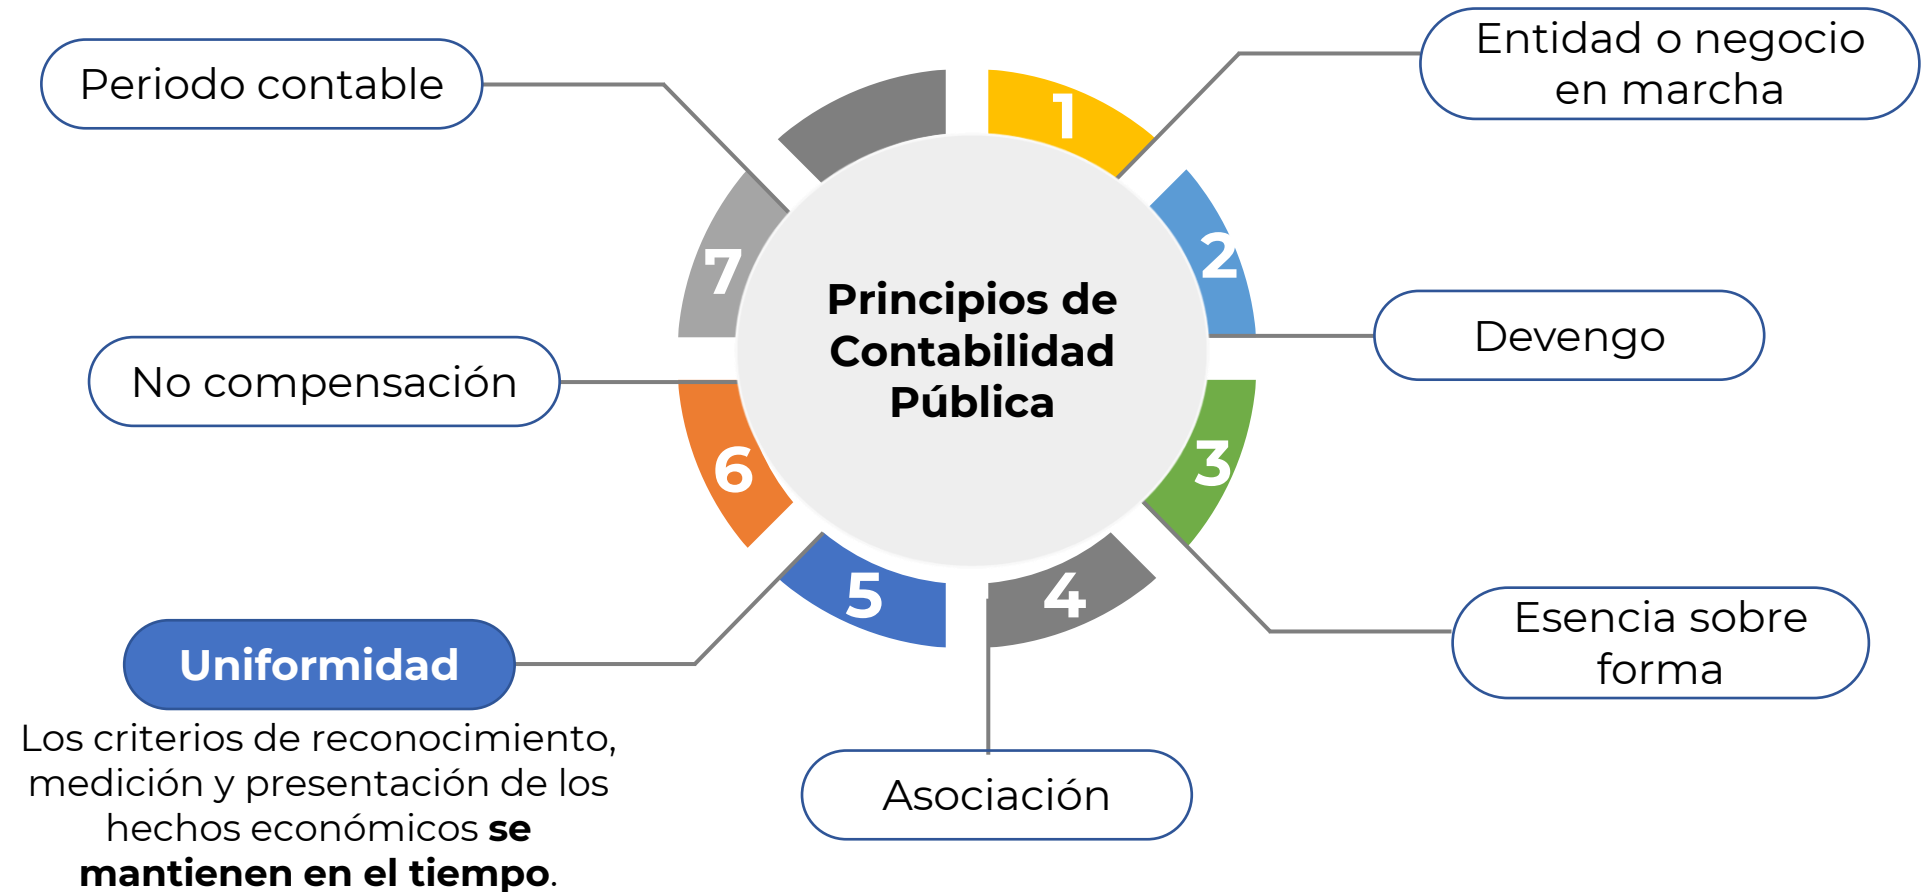 Principios de
Contabilidad
Pública
1
Entidad o negocio
en marcha
2
Devengo
3
Esencia sobre
forma
4
Asociación
5
Uniformidad
Los criterios de reconocimiento,
medición y presentación de los
hechos económicos se
mantienen en el tiempo.
6
No compensación
7
Periodo contable